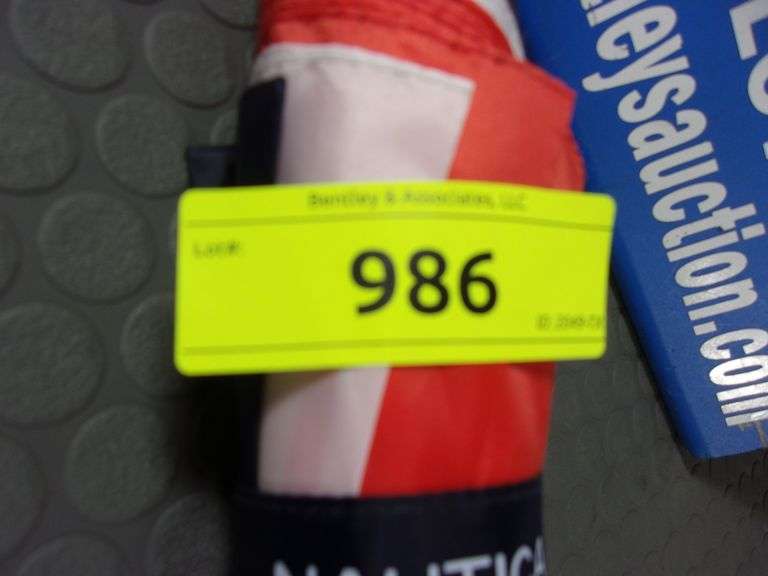 Bentley & Associates, LLC
Lot#:
986
leysauction.com
NAUTICA